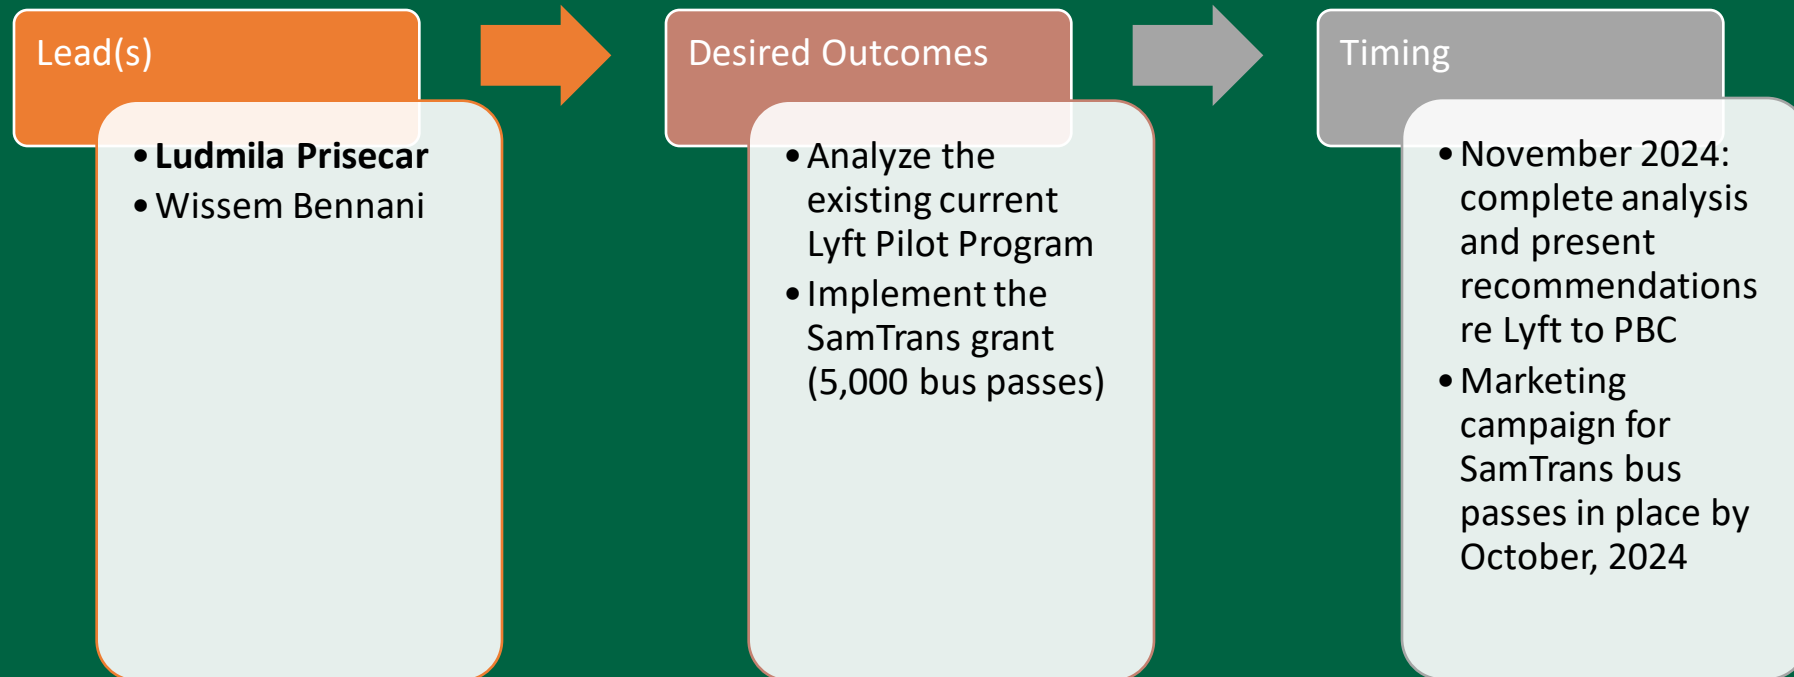 Lead(s)
• Ludmila Prisecar
• Wissem Bennani
Desired Outcomes
• Analyze the
existing current
Lyft Pilot Program
• Implement the
SamTrans grant
(5,000 bus passes)
Timing
• November 2024:
complete analysis
and present
recommendations
re Lyft to PBC
• Marketing
campaign for
SamTrans bus
passes in place by
October, 2024